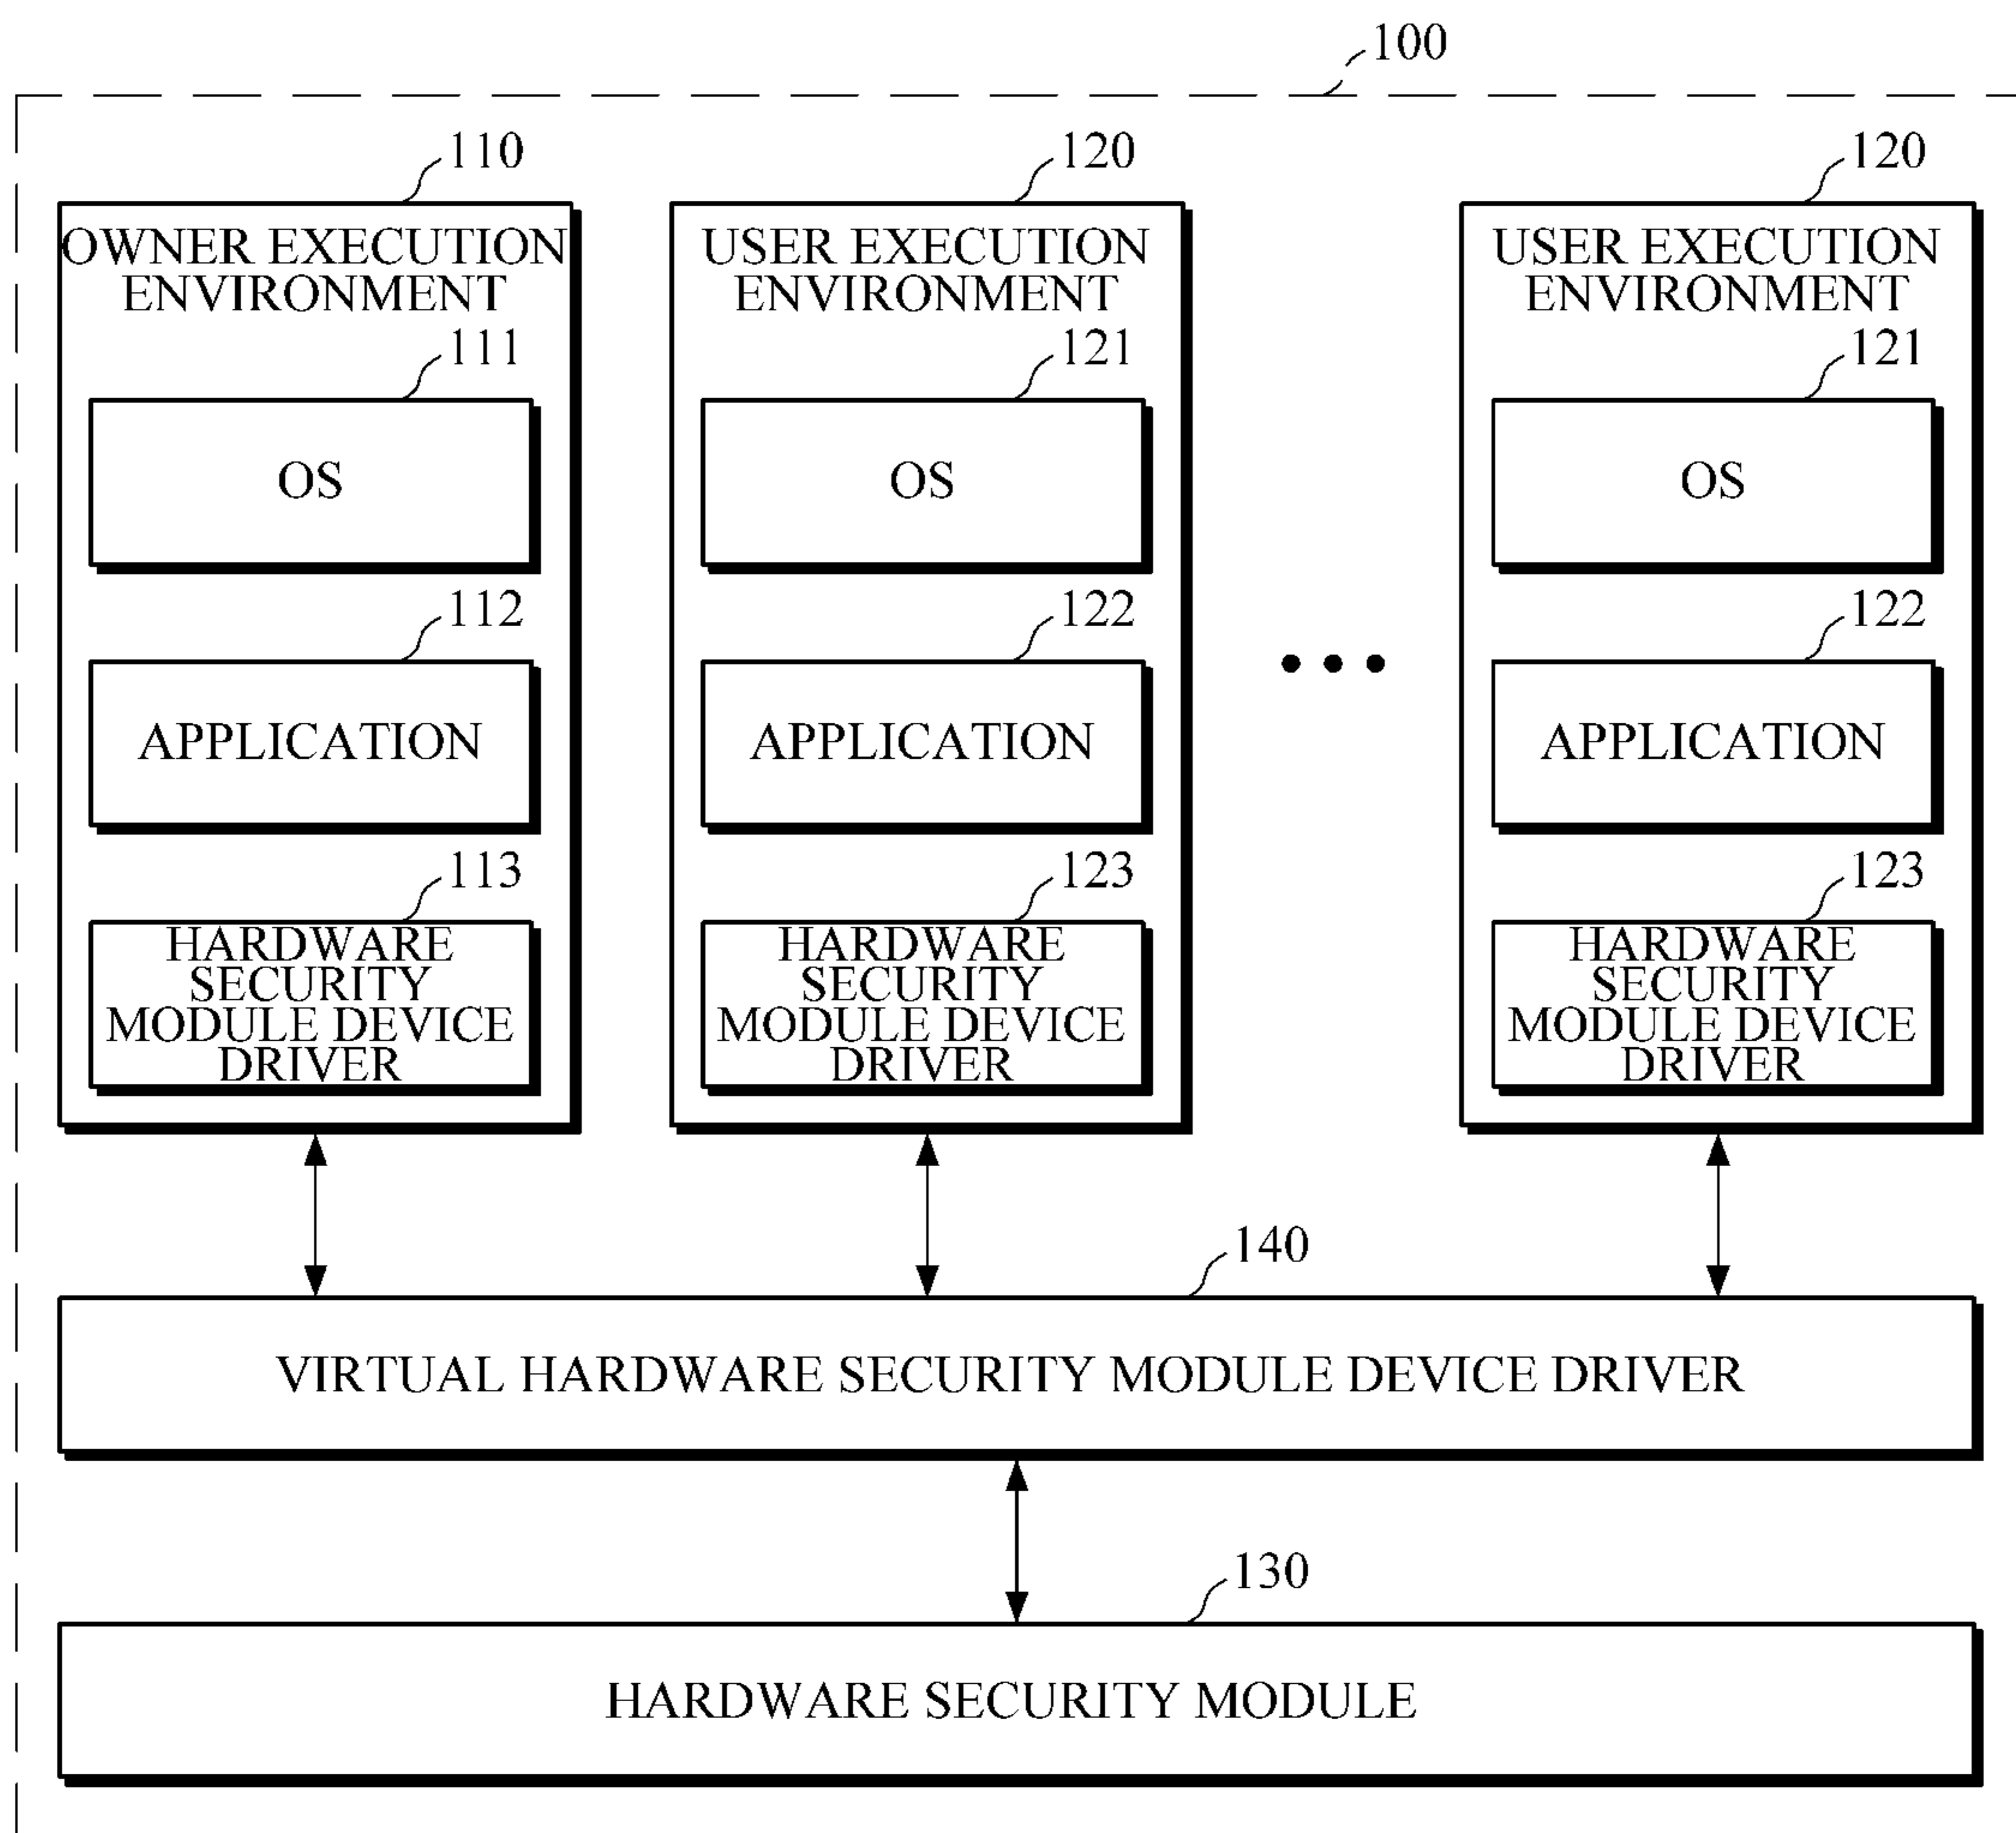 100
110
OWNER EXECUTION
ENVIRONMENT
111
OS
112
APPLICATION
113
HARDWARE
SECURITY
MODULE DEVICE
DRIVER
120
USER EXECUTION
ENVIRONMENT
121
OS
122
APPLICATION
123
HARDWARE
SECURITY
MODULE DEVICE
DRIVER
120
USER EXECUTION
ENVIRONMENT
121
OS
122
APPLICATION
123
HARDWARE
SECURITY
MODULE DEVICE
DRIVER
140
VIRTUAL HARDWARE SECURITY MODULE DEVICE DRIVER
130
HARDWARE SECURITY MODULE